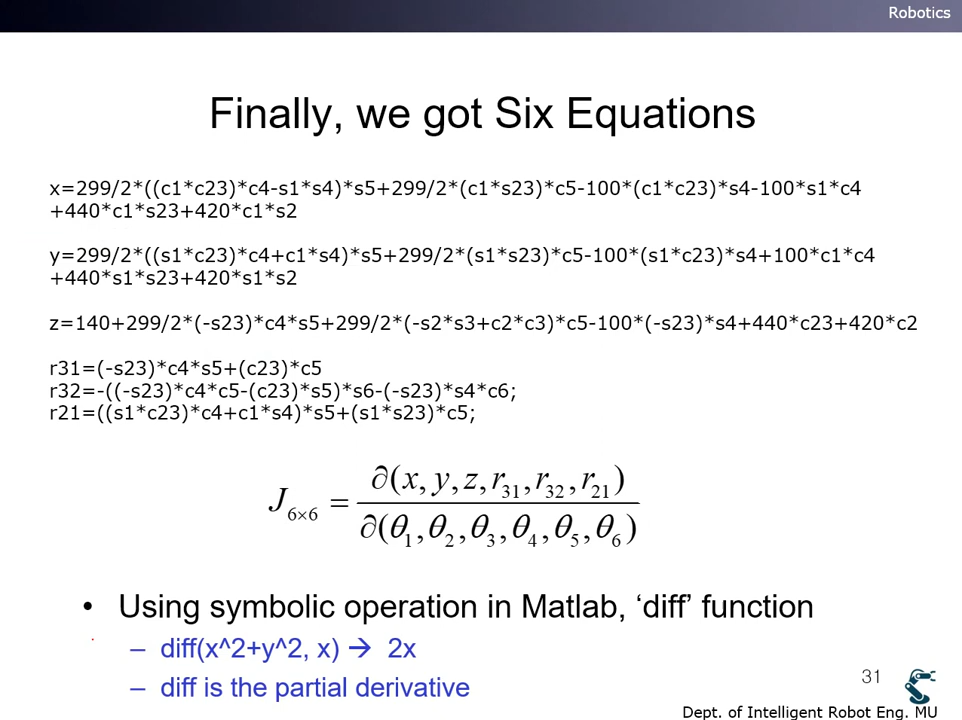 Robotics
Finally, we got Six Equations
x=299/2*((c1*c23)*c4-s1*s4)*s5+299/2*(c1*s23)*c5-100*(c1*c23)*s4-100*s1*c4
+440*c1*s23+420*c1*s2
y=299/2*((s1*c23)*c4+c1*s4)*s5+299/2*(s1*s23)*c5-100*(s1*c23)*s4+100*c1*c4
+440*s1*s23+420*s1*s2
z=140+299/2*(-s23)*c4*s5+299/2*(-s2*s3+c2*c3)*c5-100*(-s23)*s4+440*c23+420*c2
r31=(-s23)*c4*s5+(c23)*c5
r32=-((-s23)*c4*c5-(c23)*s5)*s6-(-s23)*s4*c6;
r21=((s1*c23)*c4+c1*s4)*s5+(s1*s23)*c5;
∂(x, y, z, r31, r32, r21)
J6×6 =
∂(θ1, θ2, θ3, θ4, θ5, θ6)
• Using symbolic operation in Matlab, ‘diff’ function
– diff(x^2+y^2, x) → 2x
– diff is the partial derivative
31
Dept. of Intelligent Robot Eng. MU